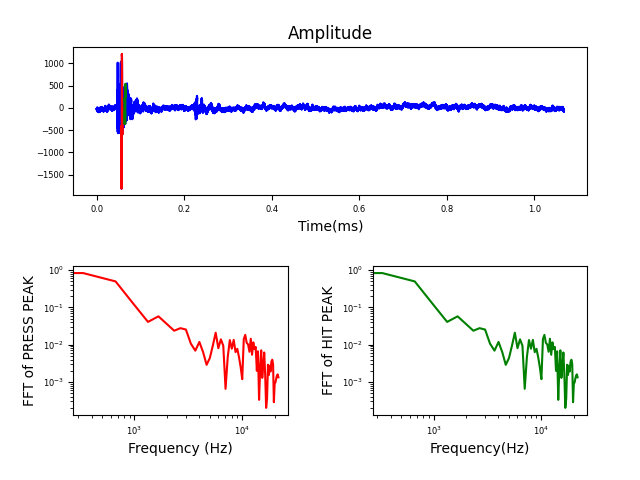 Amplitude
1000
500
0
−500
−1000
−1500
0.0 0.2 0.4 0.6 0.8 1.0
Time(ms)
FFT of PRESS PEAK
10⁰
10⁻¹
10⁻²
10⁻³
10³ 10⁴
Frequency (Hz)
FFT of HIT PEAK
10⁰
10⁻¹
10⁻²
10⁻³
10³ 10⁴
Frequency(Hz)